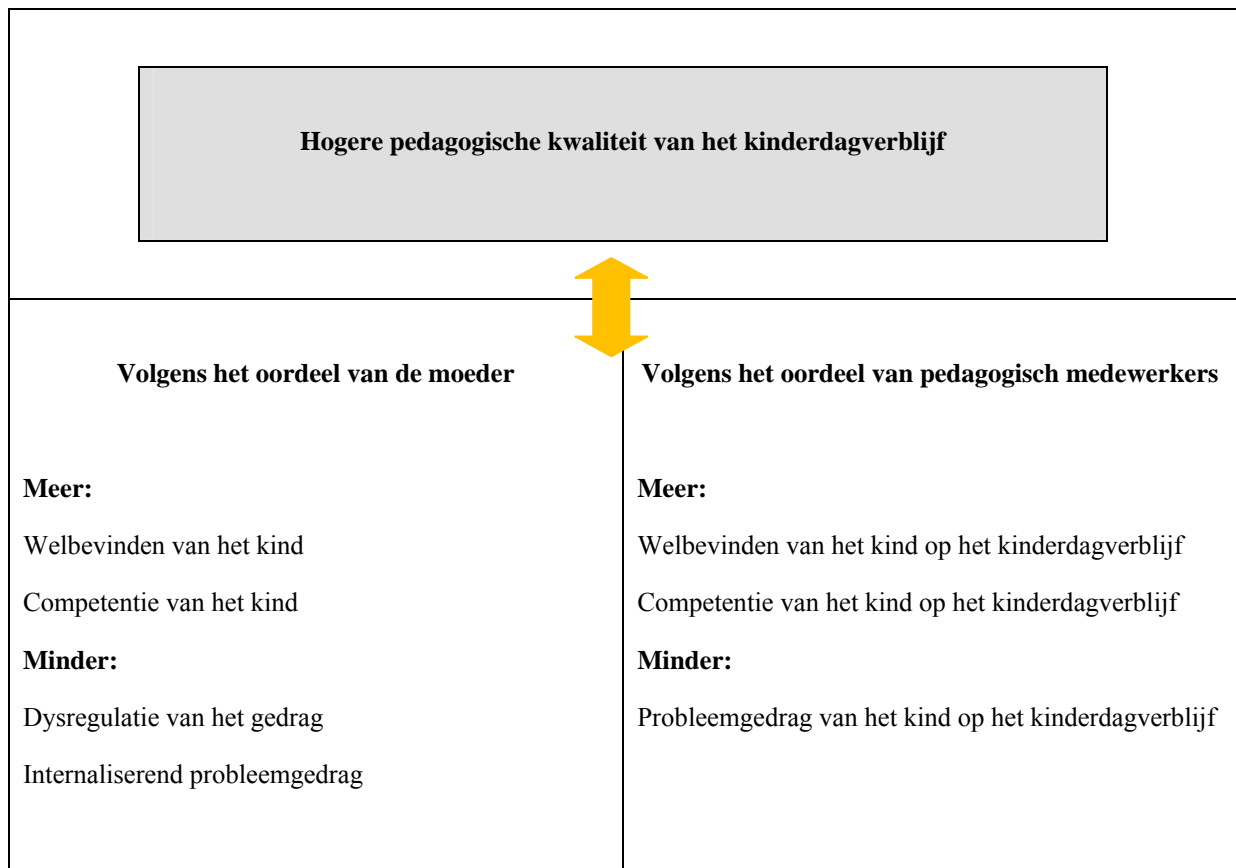 Hogere pedagogische kwaliteit van het kinderdagverblijf
Volgens het oordeel van de moeder
Meer:
Welbevinden van het kind
Competentie van het kind
Minder:
Dysregulatie van het gedrag
Internaliserend probleemgedrag
Volgens het oordeel van pedagogisch medewerkers
Meer:
Welbevinden van het kind op het kinderdagverblijf
Competentie van het kind op het kinderdagverblijf
Minder:
Probleemgedrag van het kind op het kinderdagverblijf